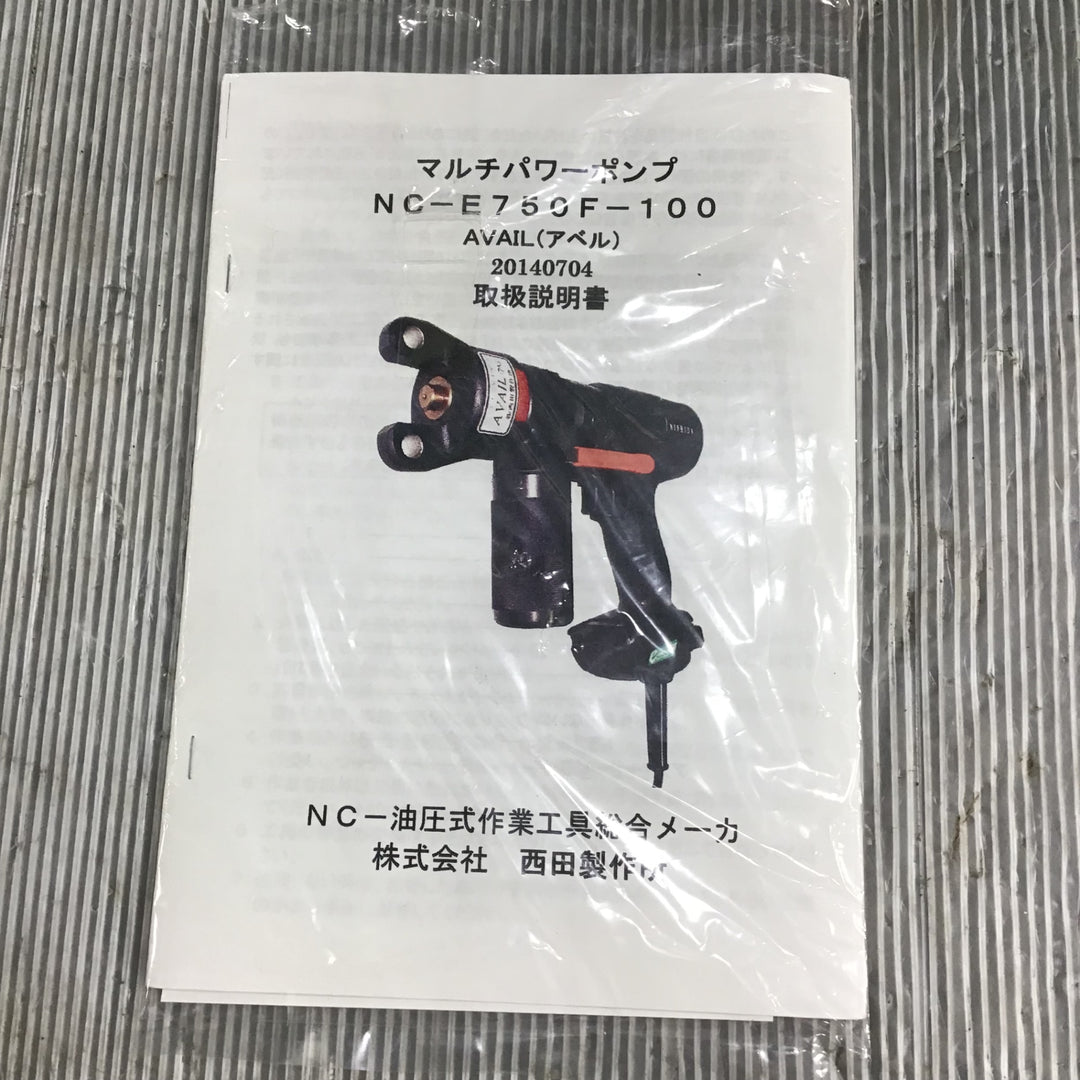 マルチパワーポンプ
NC－E750F－100
AVAIL(アベル)
20140704
取扱説明書
AVAIL
NC－油圧式作業工具総合メーカ
株式会社　西田製作所